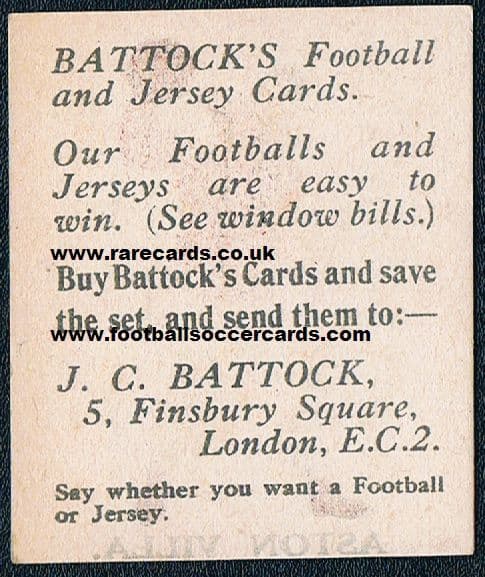 BATTOCK'S Football
and Jersey Cards.
Our Footballs and
Jerseys are easy to
win. (See window bills.)
www.rarecards.co.uk
Buy Battock's Cards and save
the set, and send them to:—
www.footballsoccercards.com
J. C. BATTOCK,
5, Finsbury Square,
London, E.C.2.
Say whether you want a Football
or Jersey.
ASTON VILLA.